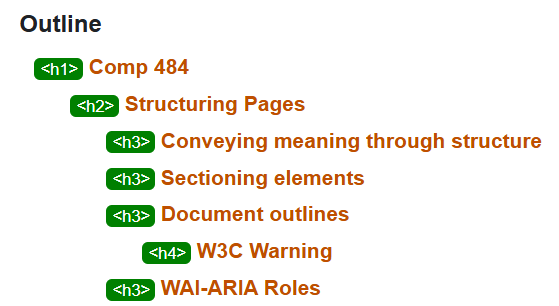 Outline
<h1> Comp 484
<h2> Structuring Pages
<h3> Conveying meaning through structure
<h3> Sectioning elements
<h3> Document outlines
<h4> W3C Warning
<h3> WAI-ARIA Roles